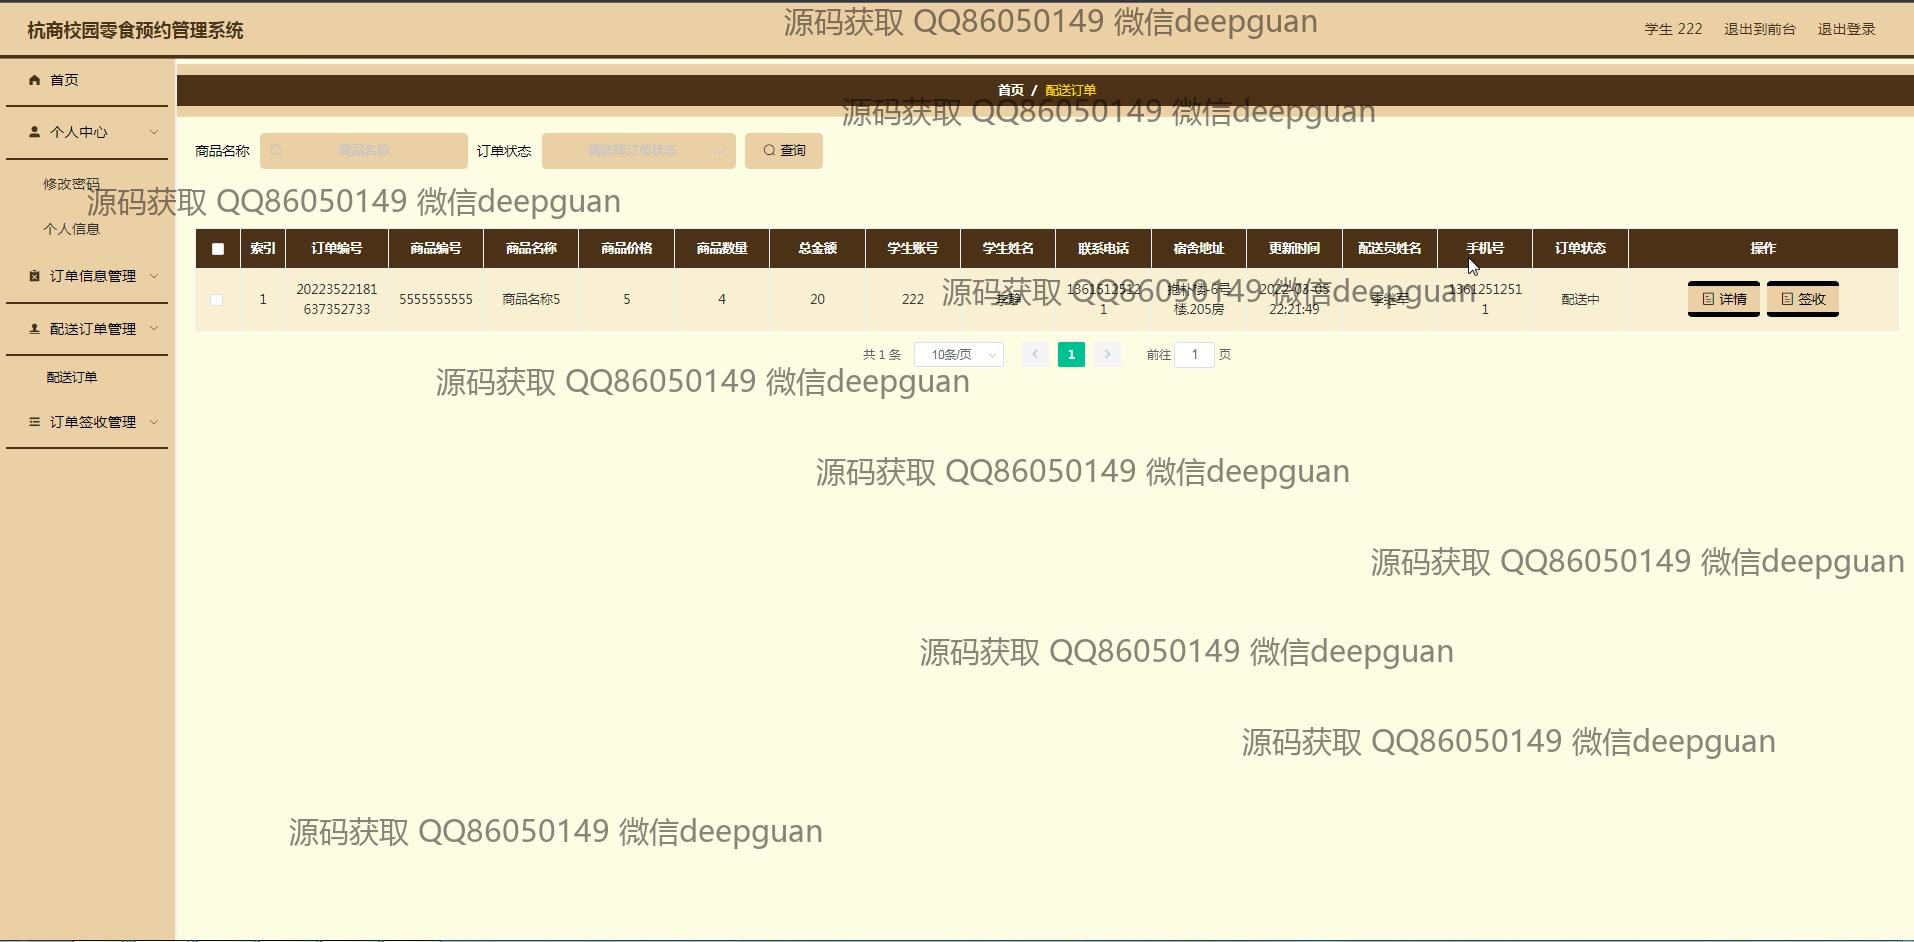 杭商校园零食预约管理系统
源码获取 QQ86050149 微信deepguan
学生 222 退出到前台 退出登录
首页
首页 / 配送订单
个人中心
源码获取 QQ86050149 微信deepguan
商品名称 商品名称 订单状态 请选择订单状态 查询
修改密码
源码获取 QQ86050149 微信deepguan
个人信息
索引 订单编号 商品编号 商品名称 商品价格 商品数量 总金额 学生账号 学生姓名 联系电话 宿舍地址 更新时间 配送员姓名 手机号 订单状态 操作
订单信息管理
源码获取 QQ86050149 微信deepguan
1 20223522181 5555555555 商品名称5 5 4 20 222 李静 1361512512 抱朴楼-6号 2022-03-05 1361251251 配送中 详情 签收
637352733 1 楼.205房 22:21:49 1
配送订单管理
共 1 条 10条/页 1 前往 1 页
配送订单
源码获取 QQ86050149 微信deepguan
订单签收管理
源码获取 QQ86050149 微信deepguan
源码获取 QQ86050149 微信deepguan
源码获取 QQ86050149 微信deepguan
源码获取 QQ86050149 微信deepguan
源码获取 QQ86050149 微信deepguan